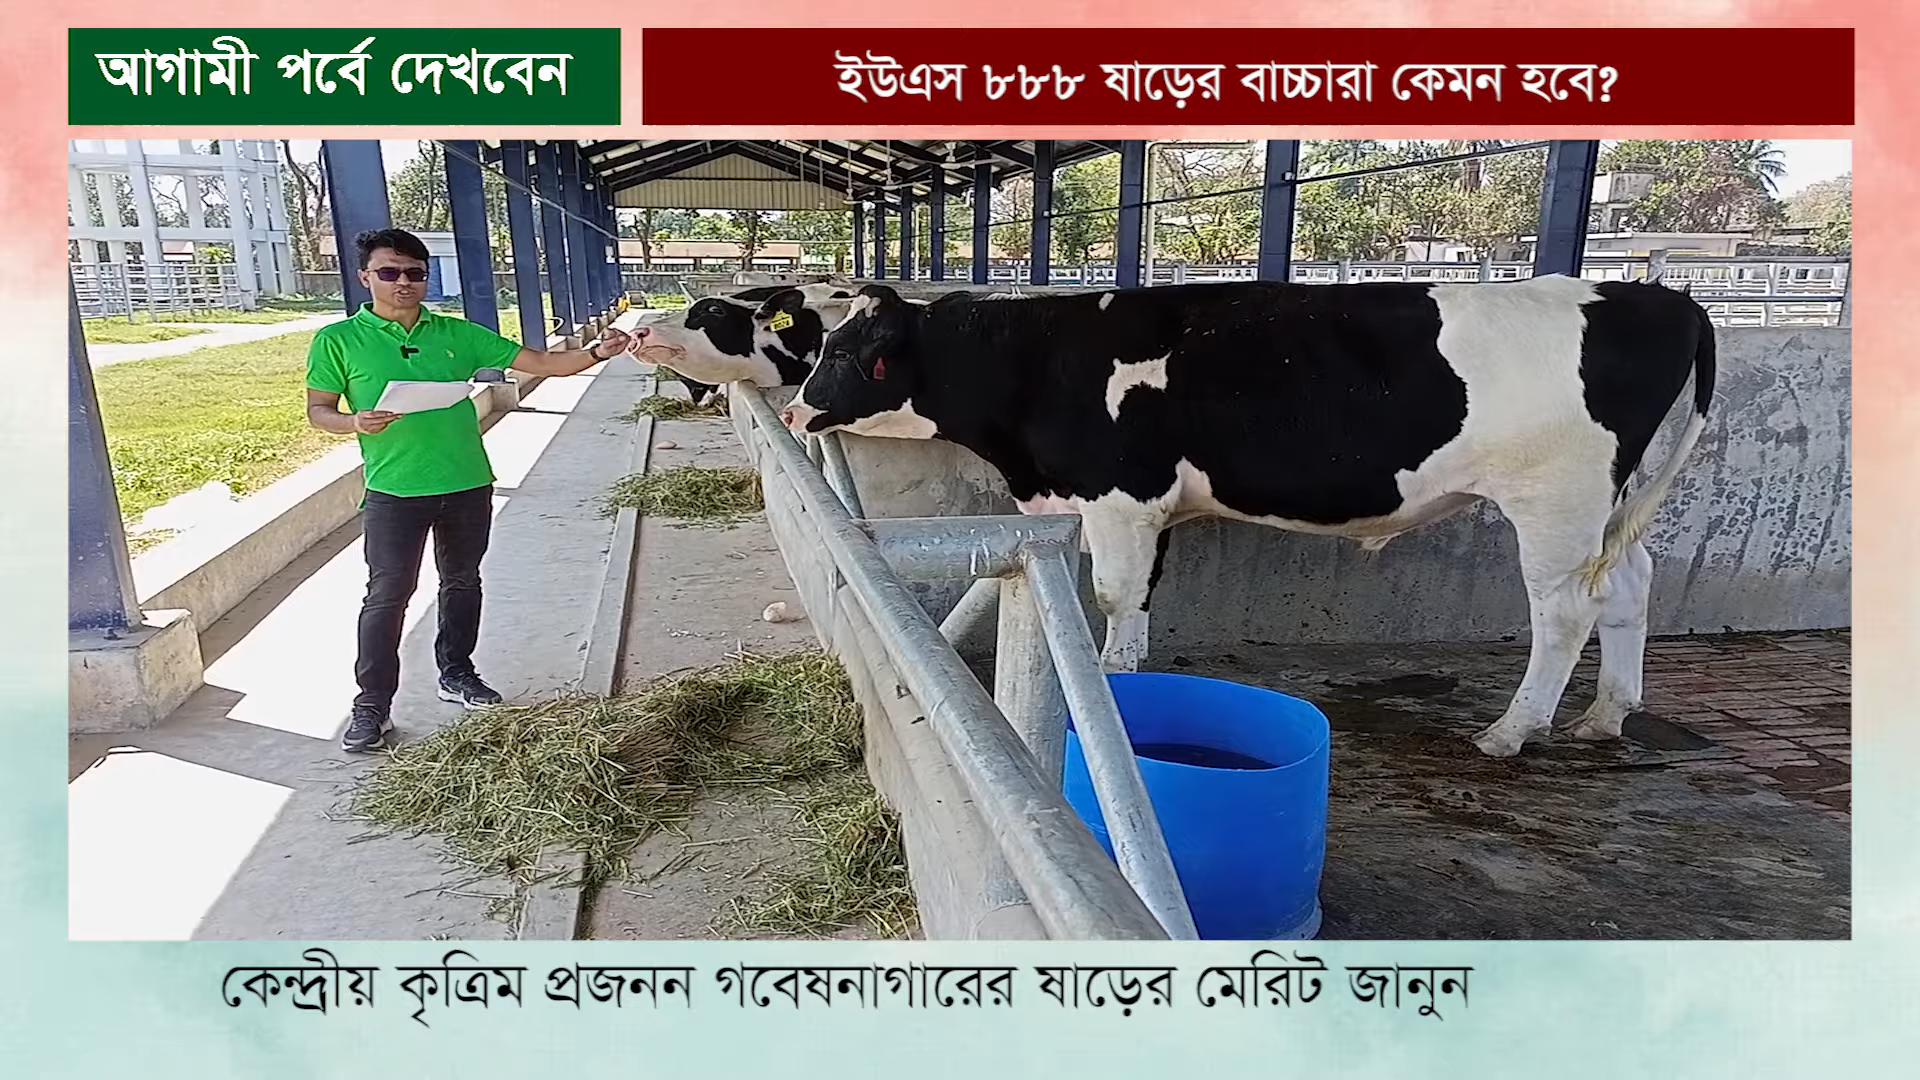 আগামী পর্বে দেখবেন
ইউএস ৮৮৮ ষাড়ের বাচ্চারা কেমন হবে?
কেন্দ্রীয় কৃত্রিম প্রজনন গবেষনাগারের ষাড়ের মেরিট জানুন